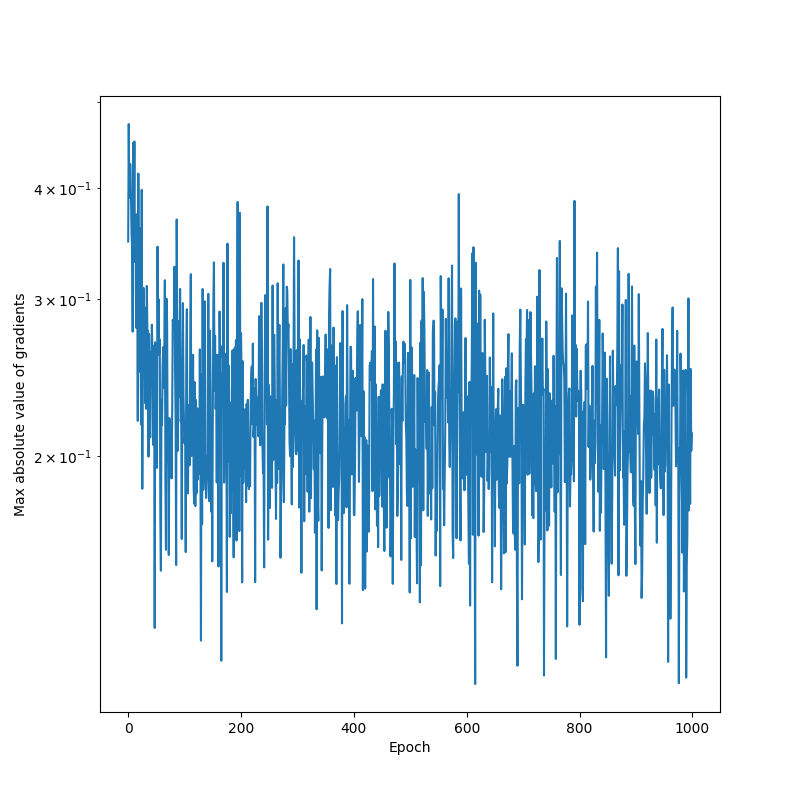 Max absolute value of gradients
4 × 10⁻¹
3 × 10⁻¹
2 × 10⁻¹
0 200 400 600 800 1000
Epoch